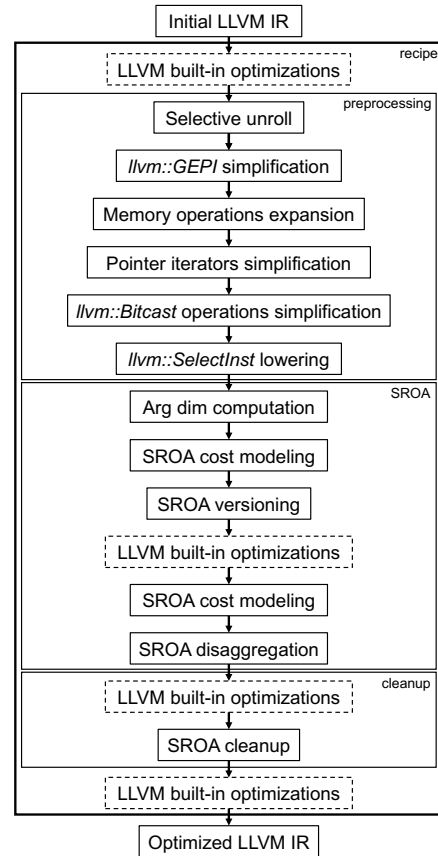 Initial LLVM IR
recipe
LLVM built-in optimizations
preprocessing
Selective unroll
llvm::GEPI simplification
Memory operations expansion
Pointer iterators simplification
llvm::Bitcast operations simplification
llvm::SelectInst lowering
SROA
Arg dim computation
SROA cost modeling
SROA versioning
LLVM built-in optimizations
SROA cost modeling
SROA disaggregation
cleanup
LLVM built-in optimizations
SROA cleanup
LLVM built-in optimizations
Optimized LLVM IR